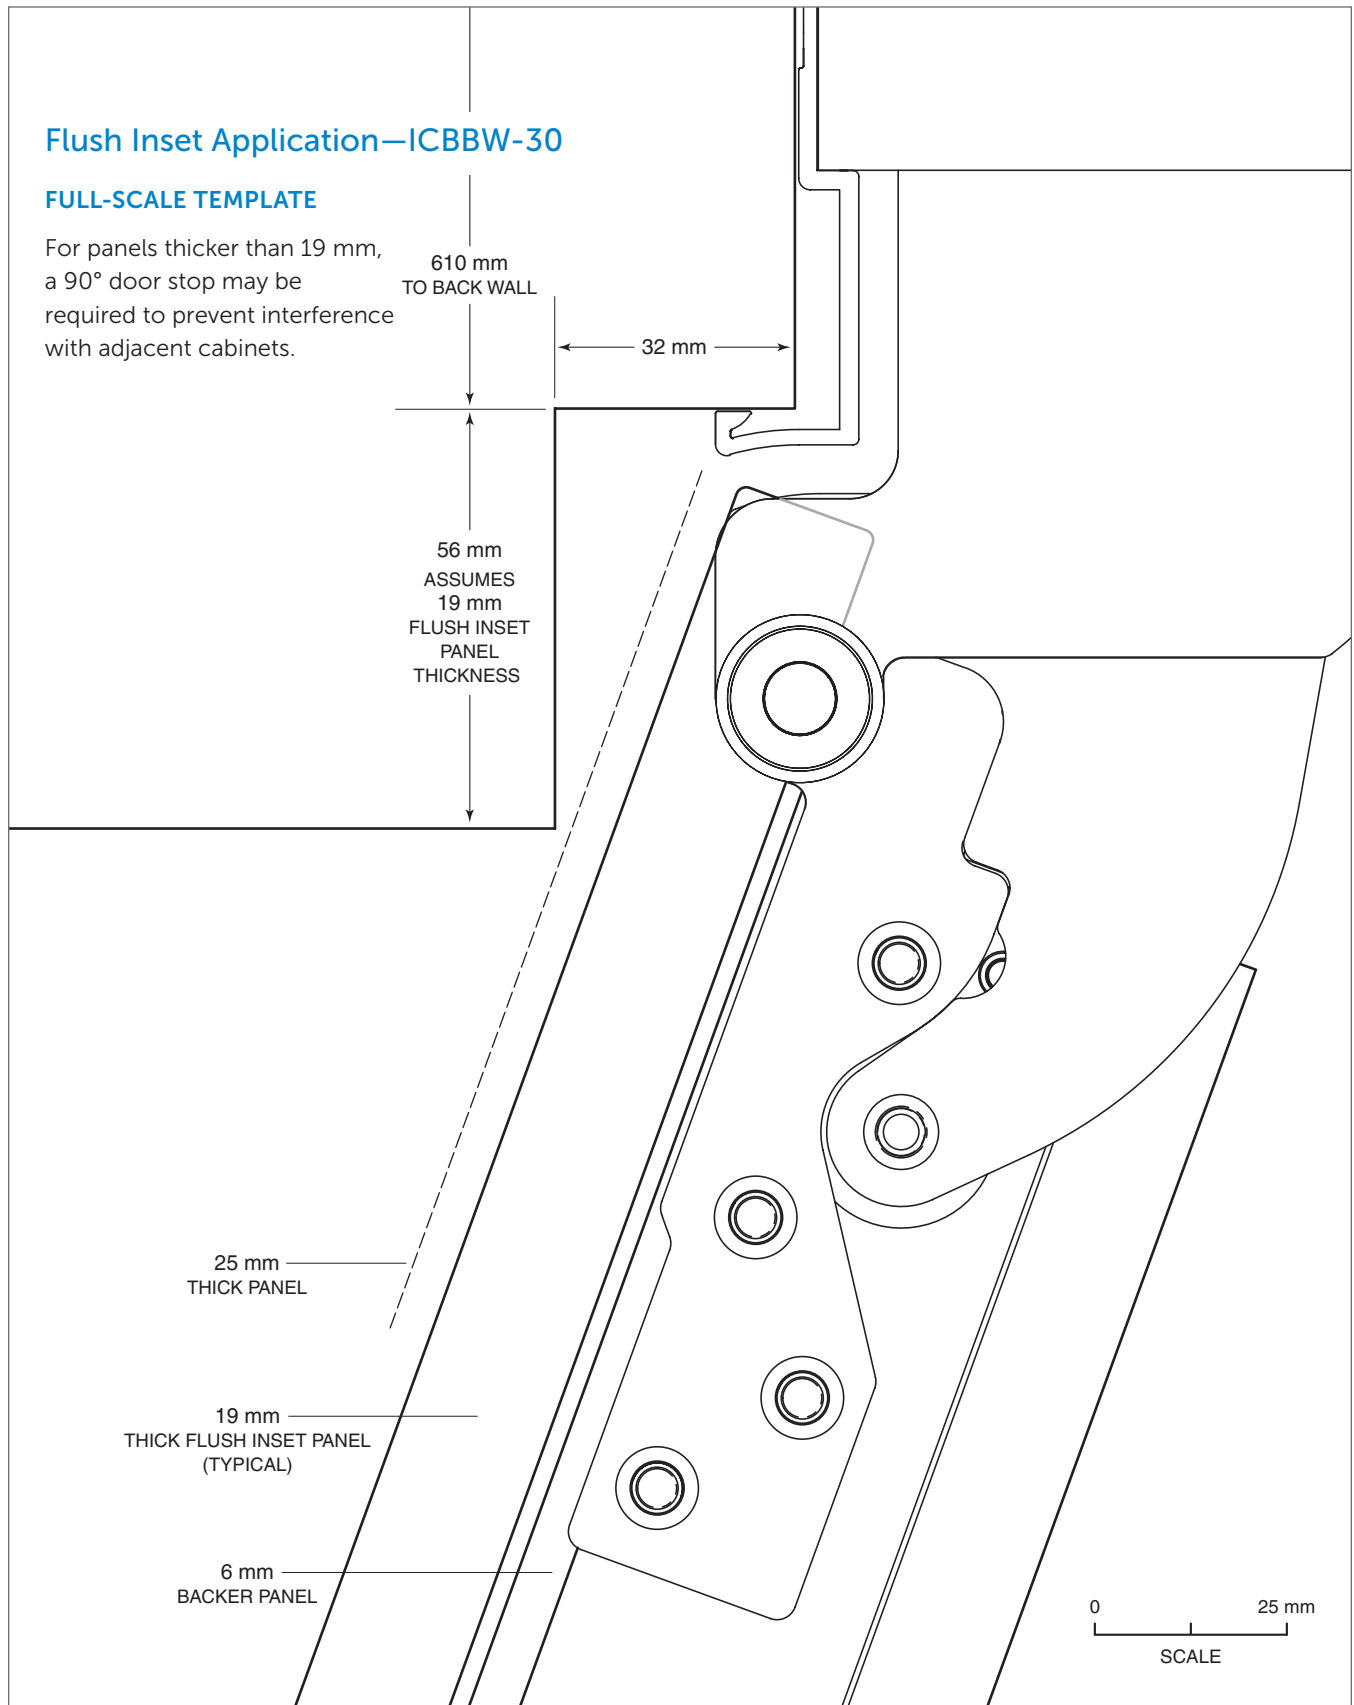 Flush Inset Application—ICBBW-30
FULL-SCALE TEMPLATE
For panels thicker than 19 mm,
a 90° door stop may be
required to prevent interference
with adjacent cabinets.
610 mm
TO BACK WALL
32 mm
56 mm
ASSUMES
19 mm
FLUSH INSET
PANEL
THICKNESS
25 mm
THICK PANEL
19 mm
THICK FLUSH INSET PANEL
(TYPICAL)
6 mm
BACKER PANEL
0 25 mm
SCALE